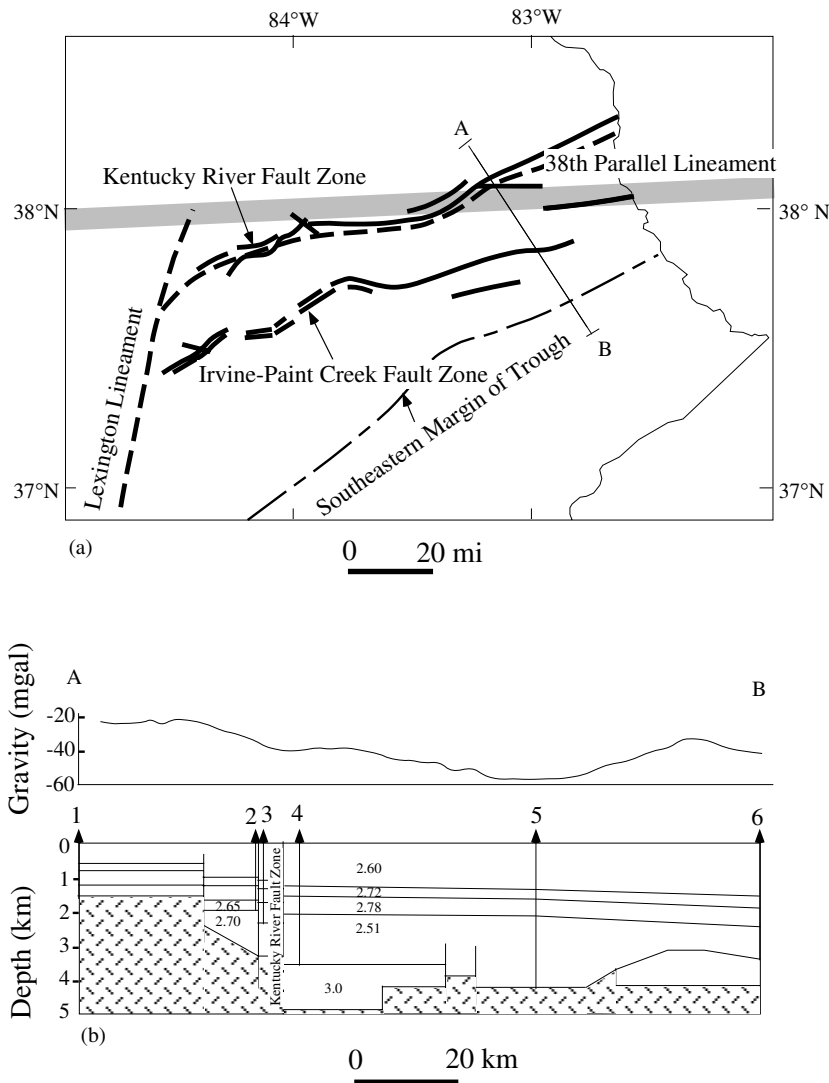 84°W
83°W
A
38th Parallel Lineament
Kentucky River Fault Zone
38°N
38° N
Lexington Lineament
B
Irvine-Paint Creek Fault Zone
Southeastern Margin of Trough
37°N
37°N
(a)
0 20 mi
A
B
Gravity (mgal)
-20
-40
-60
1 2 3 4 5 6
Depth (km)
0
1
2
3
4
5
Kentucky River Fault Zone
2.60
2.72
2.65
2.78
2.70
2.51
3.0
(b)
0 20 km